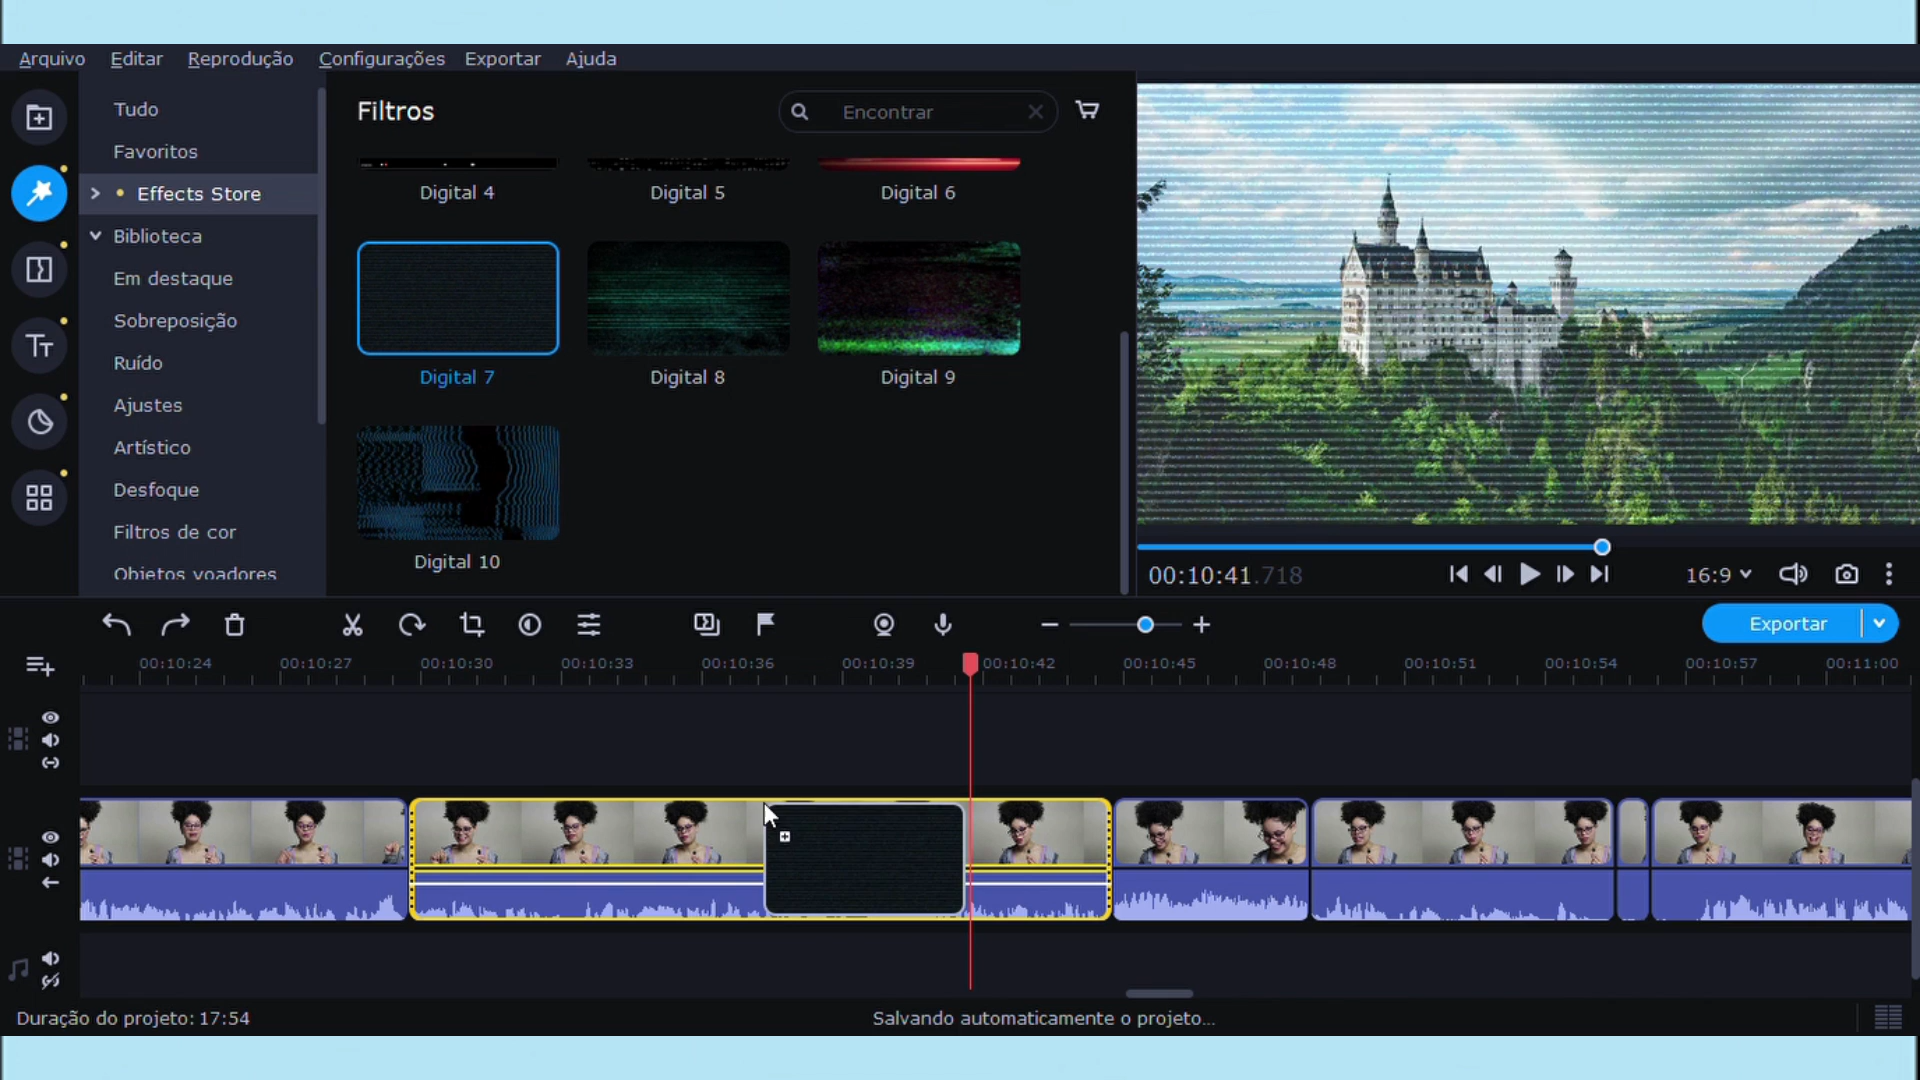 Arquivo Editar Reprodução Configurações Exportar Ajuda
Tudo
Favoritos
Effects Store
Biblioteca
Em destaque
Sobreposição
Ruído
Ajustes
Artístico
Desfoque
Filtros de cor
Objetos voadores
Filtros
Encontrar
Digital 4 Digital 5 Digital 6
Digital 7 Digital 8 Digital 9
Digital 10
00:10:41.718
16:9
Exportar
00:10:24 00:10:27 00:10:30 00:10:33 00:10:36 00:10:39 00:10:42 00:10:45 00:10:48 00:10:51 00:10:54 00:10:57 00:11:00
Duração do projeto: 17:54
Salvando automaticamente o projeto...